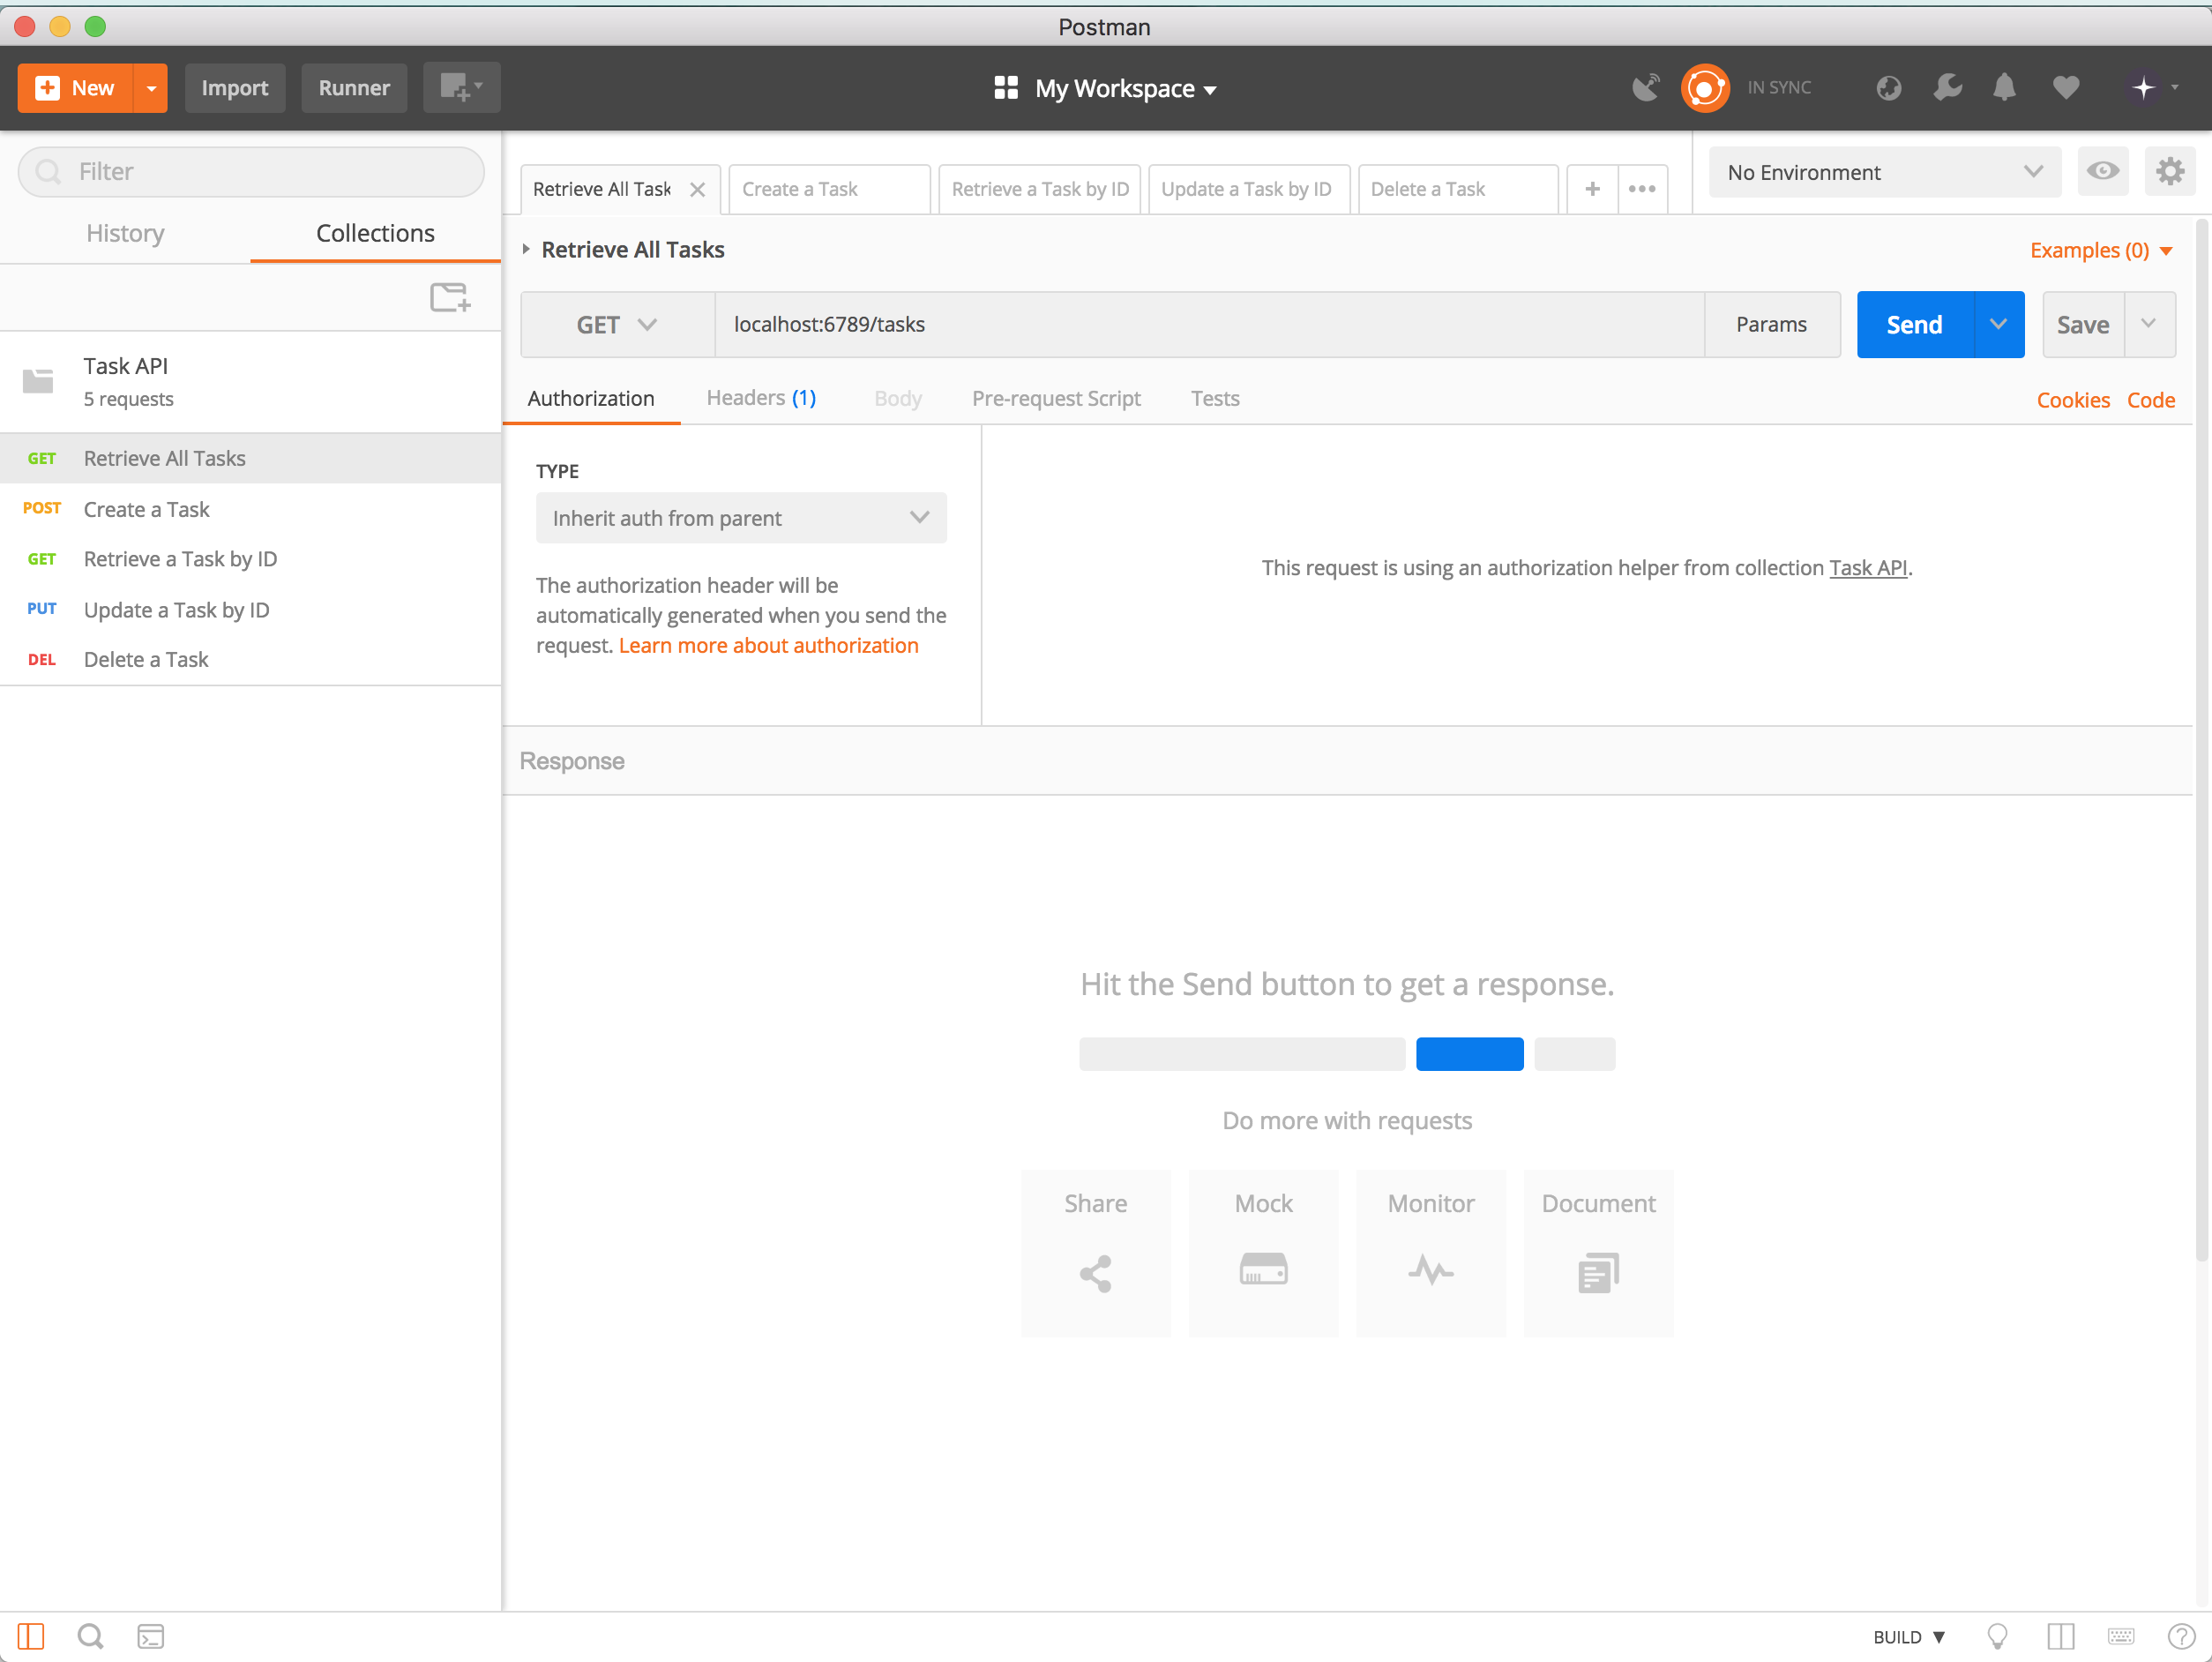 Postman
New
Import
Runner
My Workspace
IN SYNC
Filter
History
Collections
Task API
5 requests
GET Retrieve All Tasks
POST Create a Task
GET Retrieve a Task by ID
PUT Update a Task by ID
DEL Delete a Task
Retrieve All Task
Create a Task
Retrieve a Task by ID
Update a Task by ID
Delete a Task
No Environment
Retrieve All Tasks
Examples (0)
GET
localhost:6789/tasks
Params
Send
Save
Authorization
Headers (1)
Body
Pre-request Script
Tests
Cookies
Code
TYPE
Inherit auth from parent
The authorization header will be
automatically generated when you send the
request. Learn more about authorization
This request is using an authorization helper from collection Task API.
Response
Hit the Send button to get a response.
Do more with requests
Share
Mock
Monitor
Document
BUILD